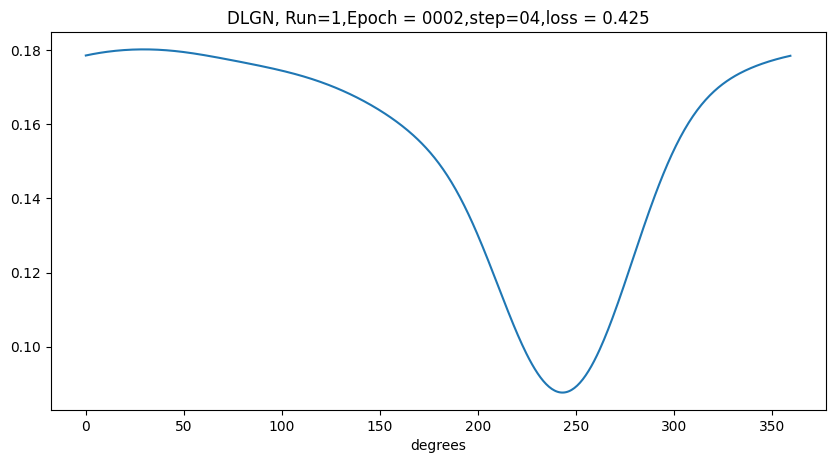 DLGN, Run=1,Epoch = 0002,step=04,loss = 0.425
0.18
0.16
0.14
0.12
0.10
0 50 100 150 200 250 300 350
degrees